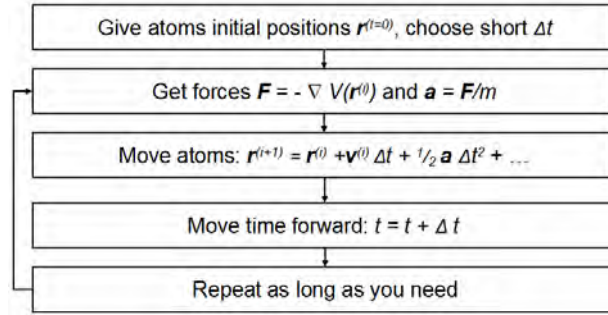 Give atoms initial positions r⁽ᵗ⁼⁰⁾, choose short Δt
Get forces F = - ∇ V(r⁽ⁱ⁾) and a = F/m
Move atoms: r⁽ⁱ⁺¹⁾ = r⁽ⁱ⁾ +v⁽ⁱ⁾ Δt + ¹/₂ a Δt² + ...
Move time forward: t = t + Δ t
Repeat as long as you need